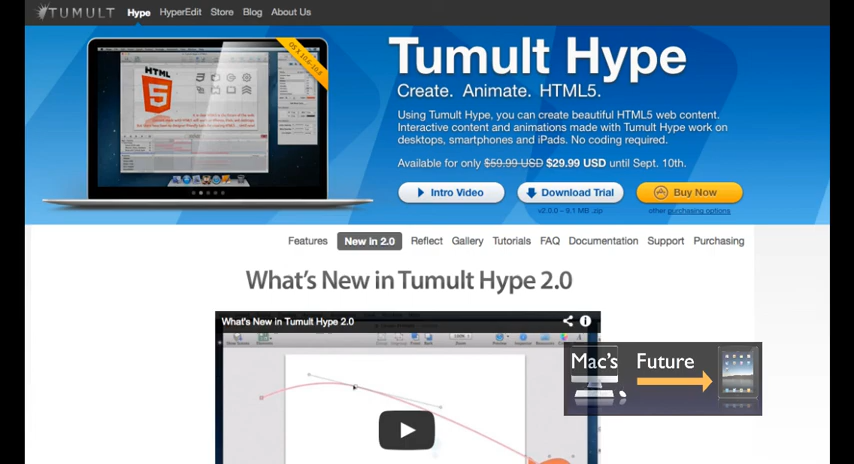 TUMULT Hype HyperEdit Store Blog About Us
OS X 10.6-10.8
HTML
5
Tumult Hype
Create. Animate. HTML5.
Using Tumult Hype, you can create beautiful HTML5 web content.
Interactive content and animations made with Tumult Hype work on
desktops, smartphones and iPads. No coding required.
Available for only $59.99 USD $29.99 USD until Sept. 10th.
Intro Video Download Trial Buy Now
v2.0.0 – 9.1 MB .zip other purchasing options
Features New in 2.0 Reflect Gallery Tutorials FAQ Documentation Support Purchasing
What's New in Tumult Hype 2.0
What's New in Tumult Hype 2.0
Mac's Future